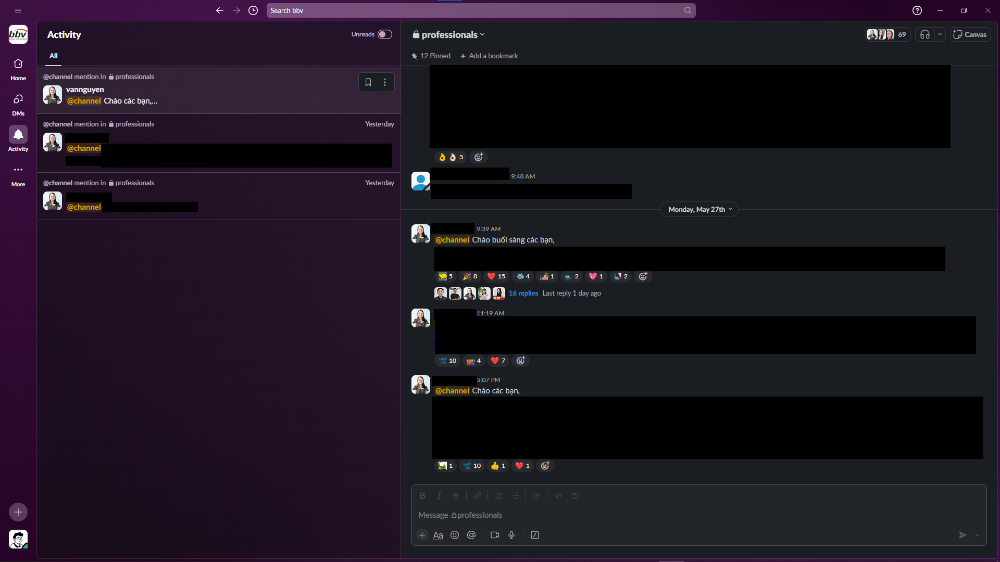 Search bbv
bbv
Home
DMs
Activity
More
Activity
Unreads
All
@channel mention in professionals
vannguyen
@channel Chào các bạn,...
@channel mention in professionals
Yesterday
@channel
@channel mention in professionals
Yesterday
@channel
professionals
69
Canvas
12 Pinned
Add a bookmark
3
9:48 AM
Monday, May 27th
9:39 AM
@channel Chào buổi sáng các bạn,
5 8 15 4 1 2 1 2
16 replies Last reply 1 day ago
11:19 AM
THANK YOU 10 4 7
5:07 PM
@channel Chào các bạn,
1 THANK YOU 10 1 1
B I S
Message professionals
Aa